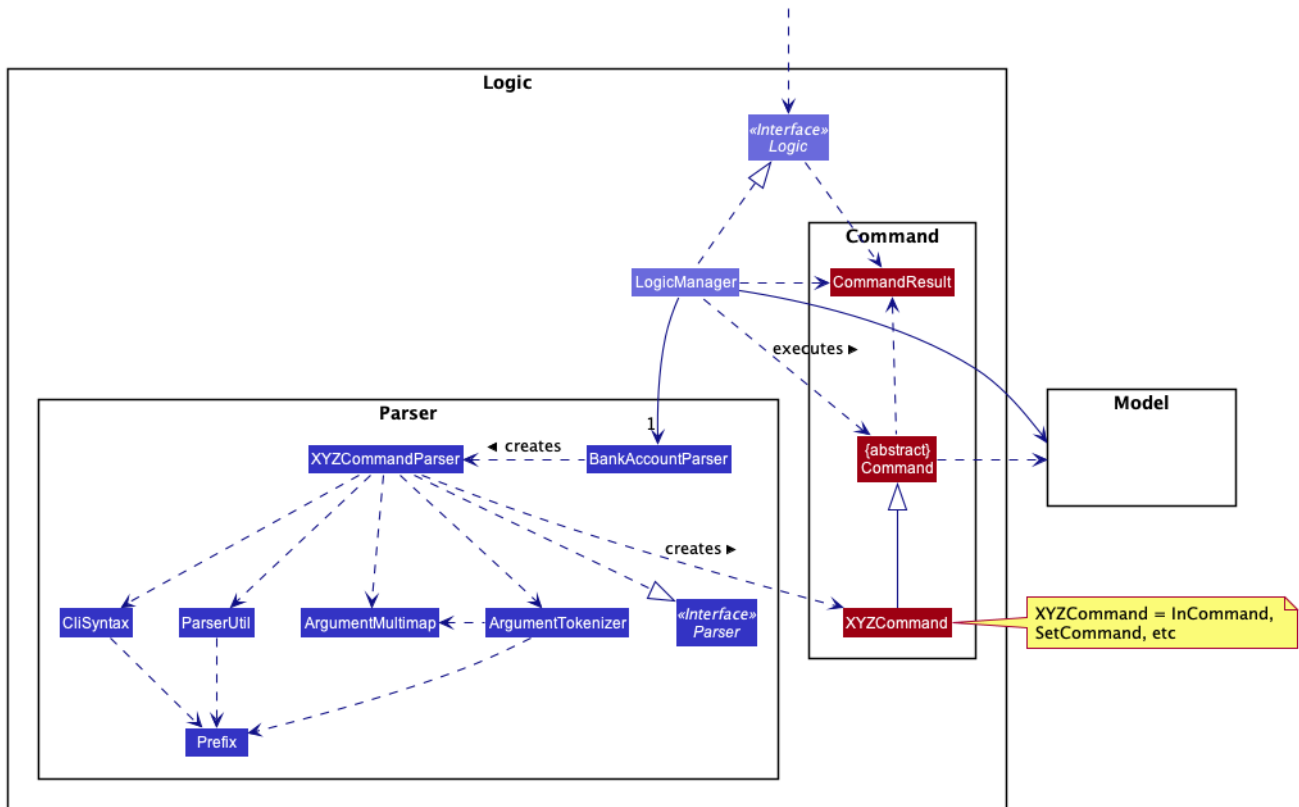 Logic
«Interface»
Logic
Command
LogicManager
CommandResult
executes ►
Model
Parser
1
◄ creates
{abstract}
Command
XYZCommandParser
BankAccountParser
creates ►
CliSyntax
ParserUtil
ArgumentMultimap
ArgumentTokenizer
«Interface»
Parser
XYZCommand
XYZCommand = InCommand,
SetCommand, etc
Prefix